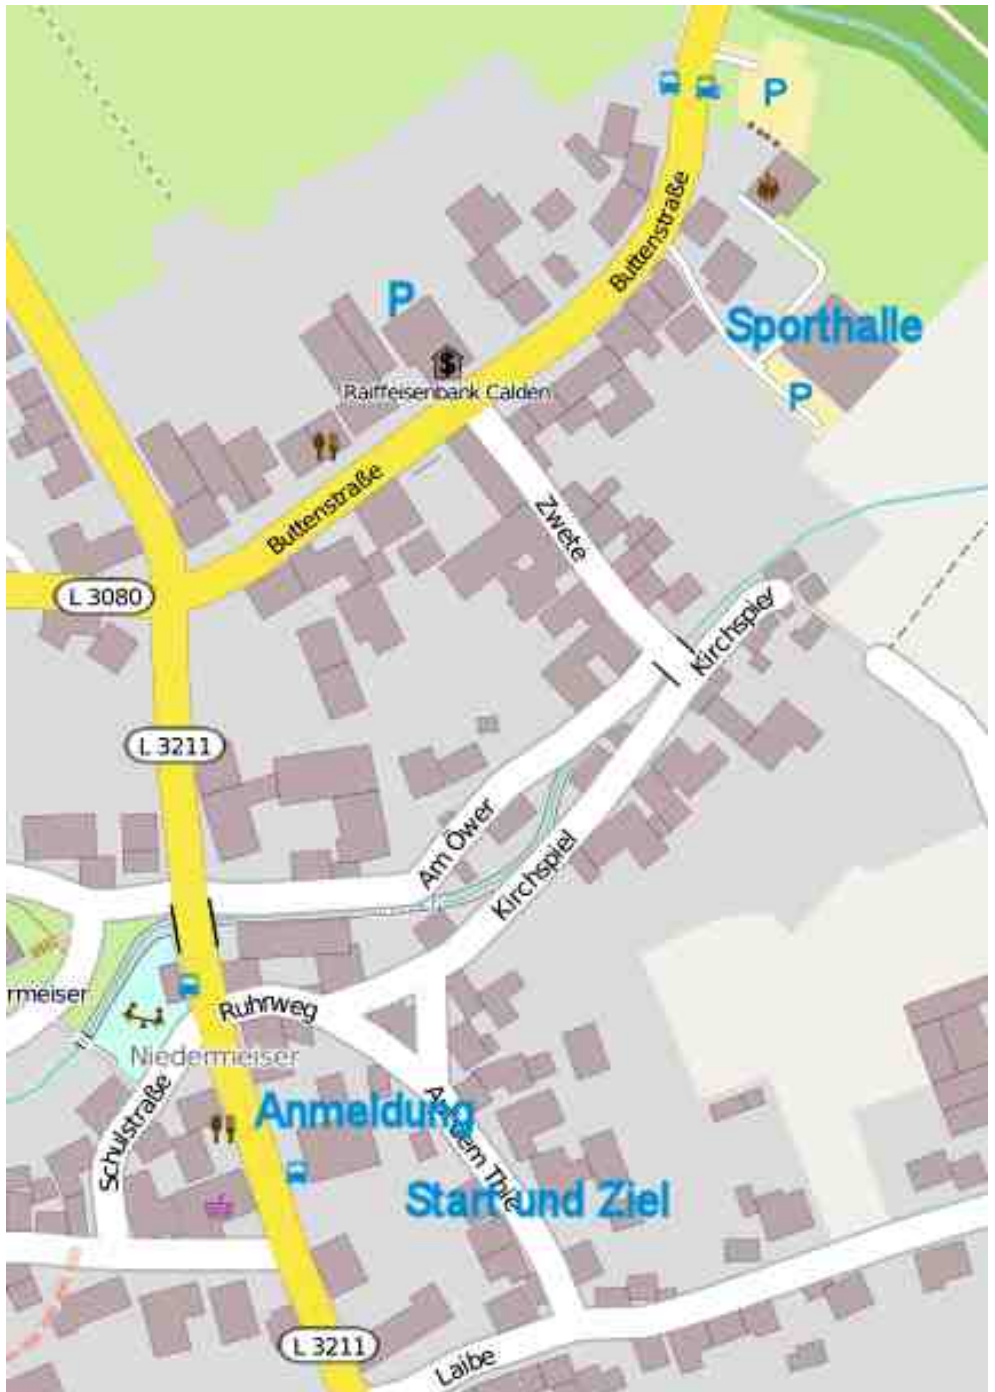 P
Buttenstraße
Sporthalle
P
P
Raiffeisenbank Calden
Buttenstraße
Zwete
L 3080
Kirchspiel
L 3211
Am Öwer
Kirchspiel
rmeiser
Ruhrweg
Niedermeiser
Schulstraße
Anmeldung
Auf dem Thie
Start und Ziel
L 3211
Laibe